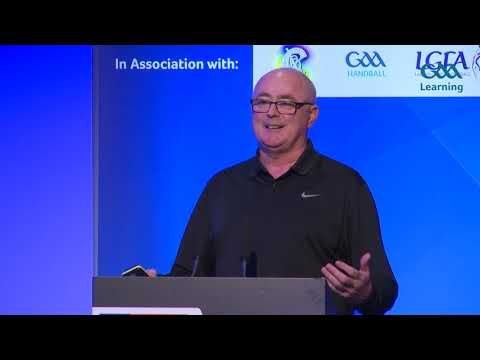 In Association with:
GAA
HANDBALL
LGFA
GAA
Learning